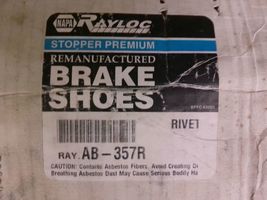 NAPA RAYLOC
STOPPER PREMIUM
REMANUFACTURED
BRAKE
SHOES
RIVET
RAY. AB-357R
CAUTION: Contains Asbestos Fibers. Avoid Creating
Breathing Asbestos Dust May Cause Serious Bodily Ha